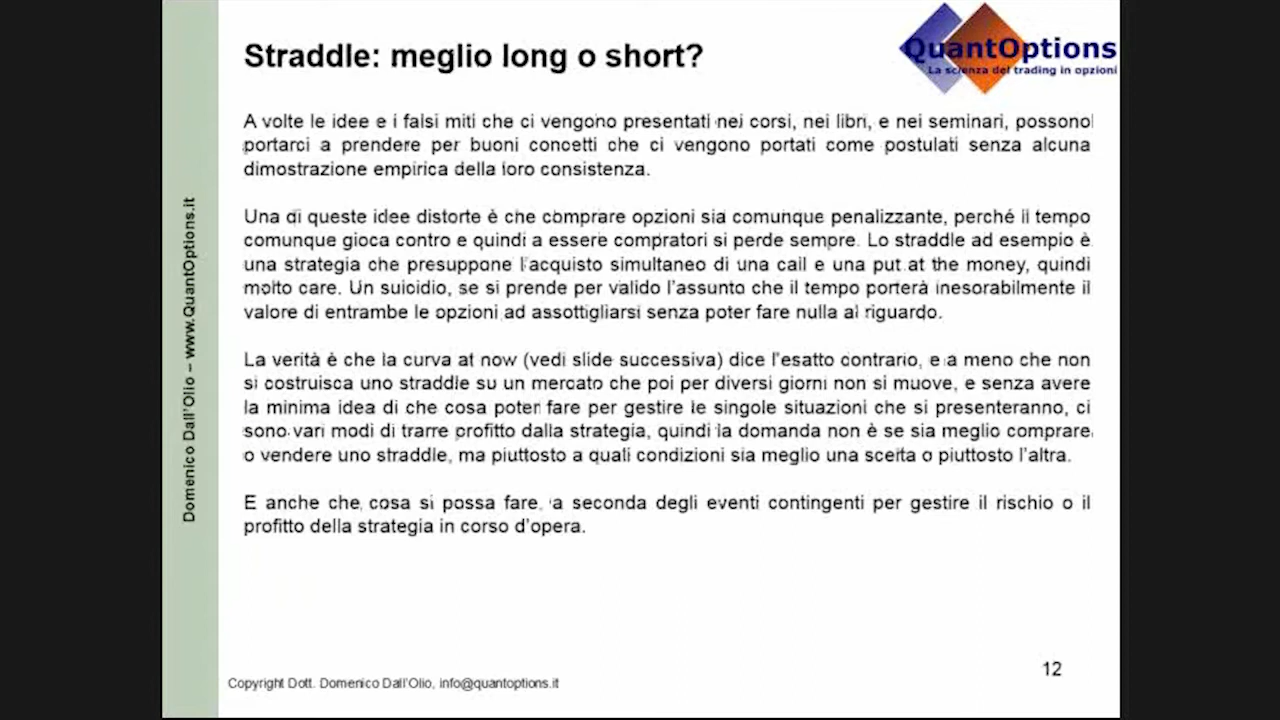 Straddle: meglio long o short?
QuantOptions
La scienza del trading in opzioni
A volte le idee e i falsi miti che ci vengono presentati nei corsi, nei libri, e nei seminari, possono
portarci a prendere per buoni concetti che ci vengono portati come postulati senza alcuna
dimostrazione empirica della loro consistenza.
Una di queste idee distorte è che comprare opzioni sia comunque penalizzante, perché il tempo
comunque gioca contro e quindi a essere compratori si perde sempre. Lo straddle ad esempio è
una strategia che presuppone l'acquisto simultaneo di una call e una put at the money, quindi
molto care. Un suicidio, se si prende per valido l'assunto che il tempo porterà inesorabilmente il
valore di entrambe le opzioni ad assottigliarsi senza poter fare nulla al riguardo.
La verità è che la curva at now (vedi slide successiva) dice l'esatto contrario, e a meno che non
si costruisca uno straddle su un mercato che poi per diversi giorni non si muove, e senza avere
la minima idea di che cosa poter fare per gestire le singole situazioni che si presenteranno, ci
sono vari modi di trarre profitto dalla strategia, quindi la domanda non è se sia meglio comprare
o vendere uno straddle, ma piuttosto a quali condizioni sia meglio una scelta o piuttosto l'altra.
E anche che cosa si possa fare, a seconda degli eventi contingenti per gestire il rischio o il
profitto della strategia in corso d'opera.
Domenico Dall'Olio – www.QuantOptions.it
12
Copyright Dott. Domenico Dall'Olio, info@quantoptions.it